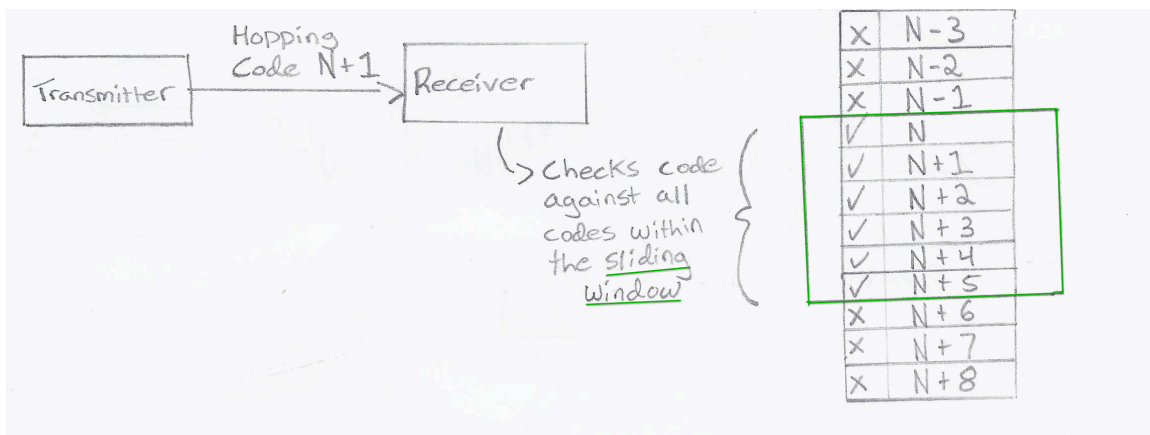 Hopping
Code N+1
Transmitter
Receiver
Checks code
against all
codes within
the sliding
window
X N-3
X N-2
X N-1
✓ N
✓ N+1
✓ N+2
✓ N+3
✓ N+4
✓ N+5
X N+6
X N+7
X N+8